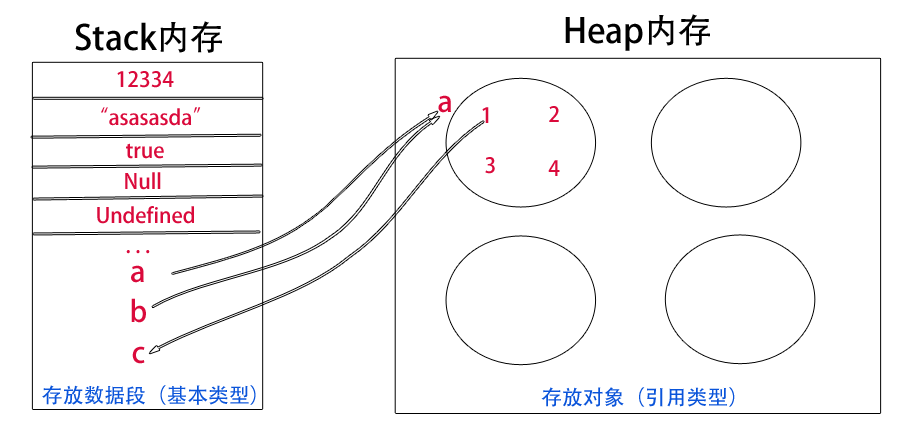 Stack内存
12334
“asasasda”
true
Null
Undefined
...
a
b
c
存放数据段（基本类型）
Heap内存
a
1 2
3 4
存放对象（引用类型）